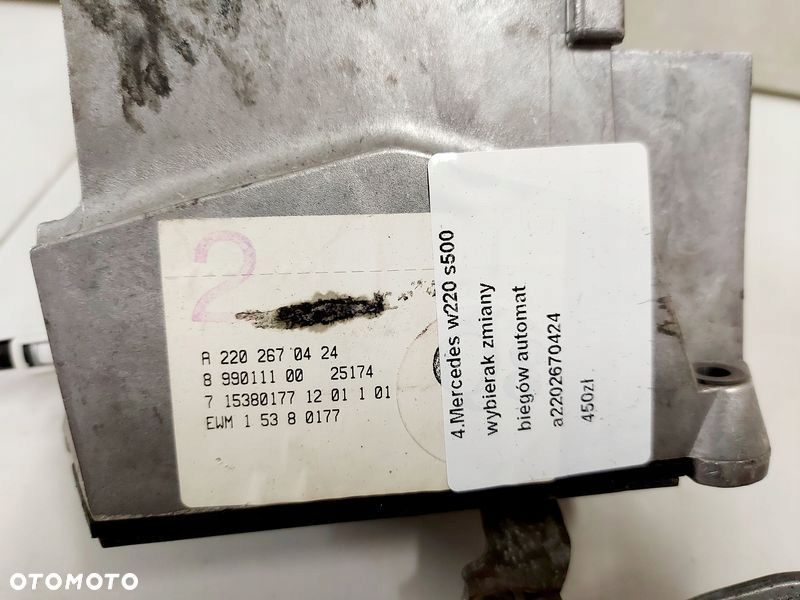 2
A 220 267 04 24
8 990111 00 25174
7 15380177 12 01 1 01
EWM 1 53 8 0177
4.Mercedes w220 s500
wybierak zmiany
biegów automat
a2202670424
450zł
OTOMOTO